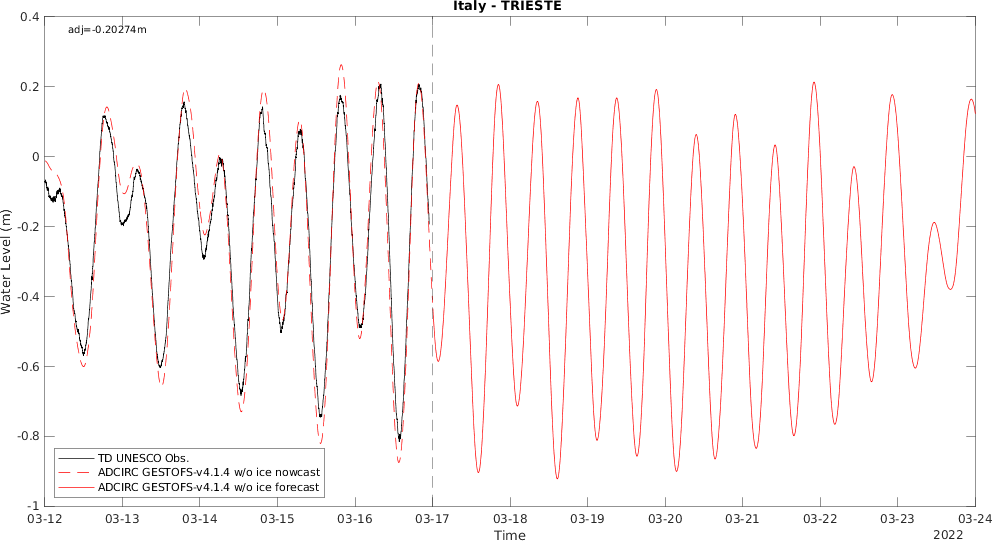 Italy - TRIESTE
adj=-0.20274m
Water Level (m)
0.4
0.2
0
-0.2
-0.4
-0.6
-0.8
-1
TD UNESCO Obs.
ADCIRC GESTOFS-v4.1.4 w/o ice nowcast
ADCIRC GESTOFS-v4.1.4 w/o ice forecast
03-12 03-13 03-14 03-15 03-16 03-17 03-18 03-19 03-20 03-21 03-22 03-23 03-24
Time
2022